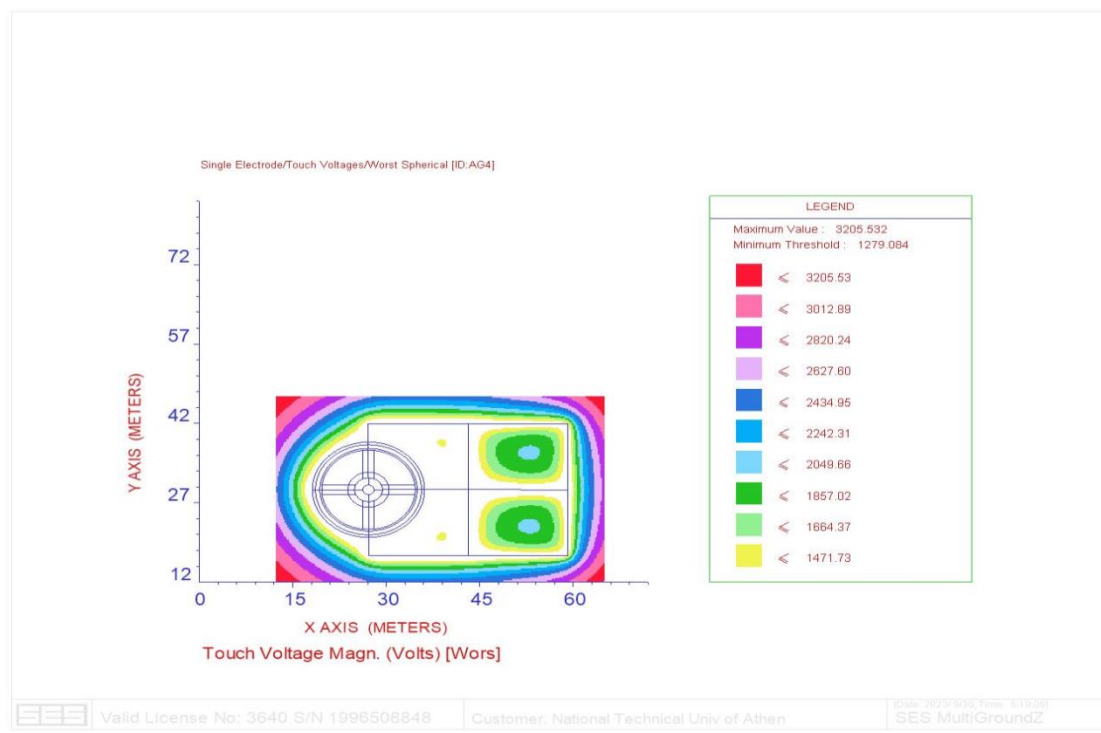 Single Electrode/Touch Voltages/Worst Spherical [ID:AG4]
LEGEND
Maximum Value : 3205.532
Minimum Threshold : 1279.084
⩽ 3205.53
⩽ 3012.89
⩽ 2820.24
⩽ 2627.60
⩽ 2434.95
⩽ 2242.31
⩽ 2049.66
⩽ 1857.02
⩽ 1664.37
⩽ 1471.73
Y AXIS (METERS)
72
57
42
27
12
0 15 30 45 60
X AXIS (METERS)
Touch Voltage Magn. (Volts) [Wors]
SES Valid License No: 3640 S/N 1996508848 Customer: National Technical Univ of Athen
SES MultiGroundZ